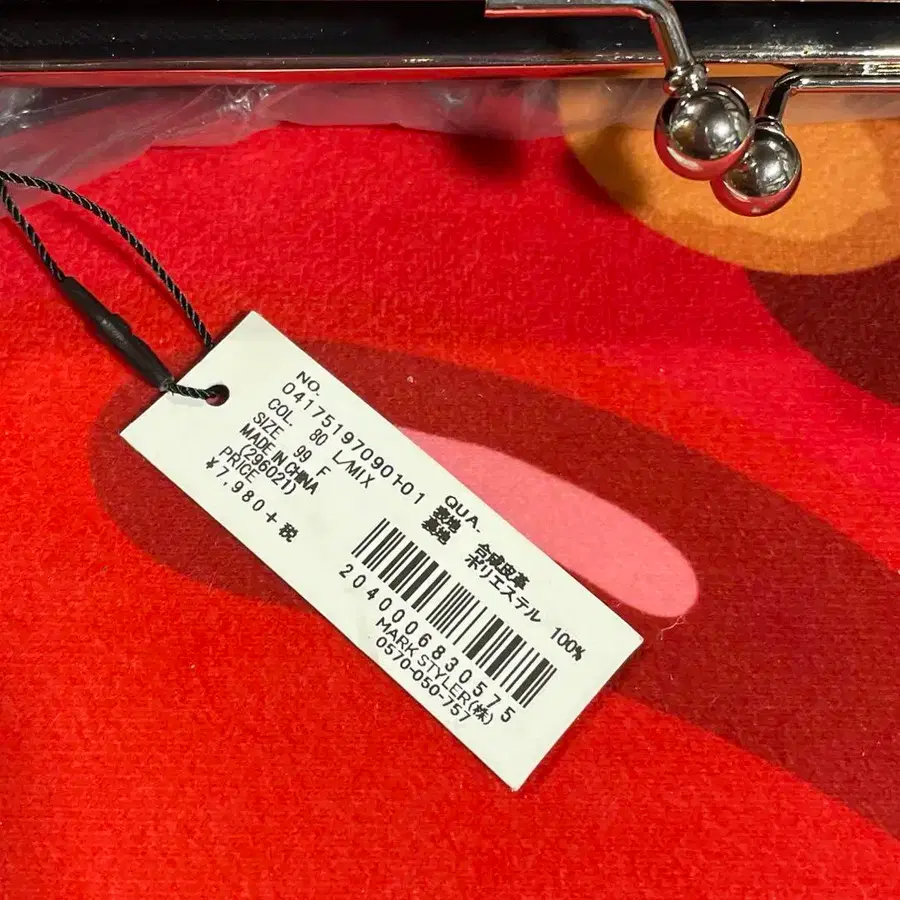 NO.
041751970901-01
COL. 80 L/MIX
SIZE 99 F
MADE IN CHINA
(296021)
PRICE
¥7,980+税
QUA.
表地 合成皮革
裏地 ポリエステル 100%
2040006830575
MARK STYLER(株)
0570-050-757